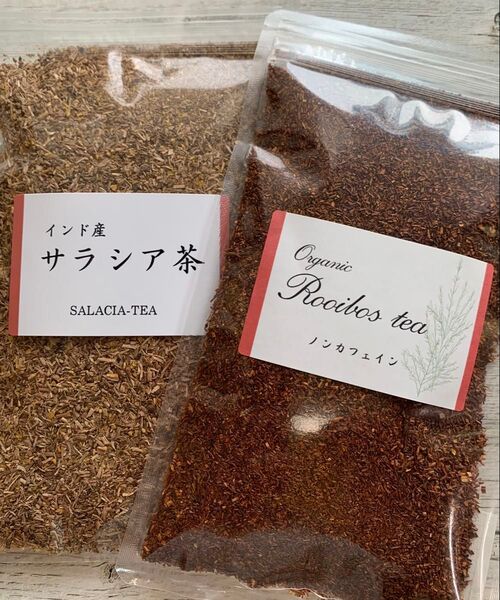 インド産
サラシア茶
SALACIA-TEA
Organic
Rooibos tea
ノンカフェイン